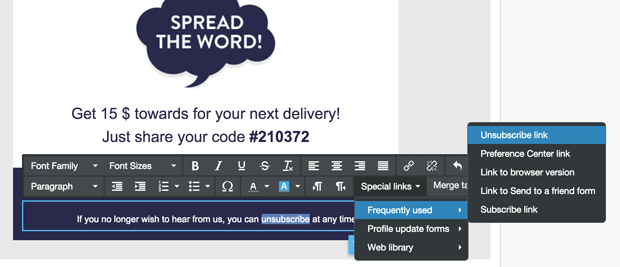 SPREAD
THE WORD!
Get 15 $ towards for your next delivery!
Just share your code #210372
Unsubscribe link
Preference Center link
Link to browser version
Link to Send to a friend form
Subscribe link
Font Family Font Sizes B I U S Tx
Paragraph Ω A A Special links Merge ta
Frequently used
Profile update forms
Web library
If you no longer wish to hear from us, you can unsubscribe at any time